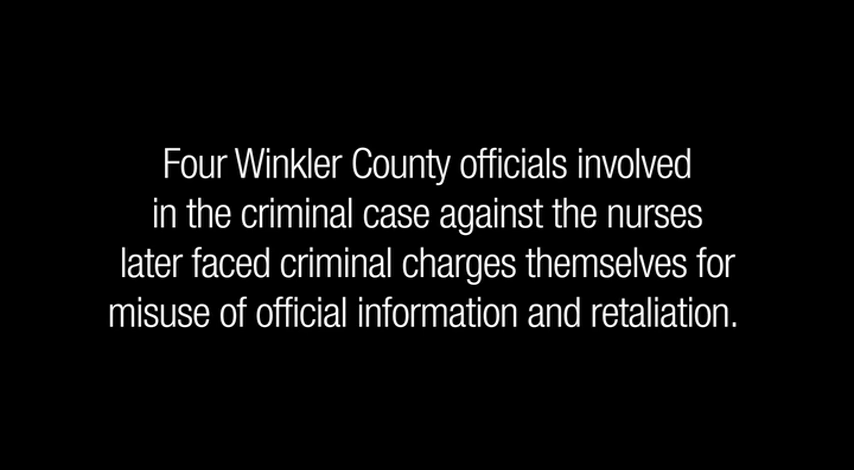 Four Winkler County officials involved
in the criminal case against the nurses
later faced criminal charges themselves for
misuse of official information and retaliation.